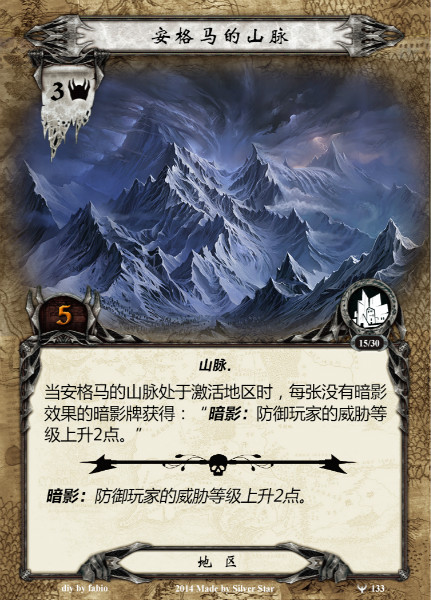 安格马的山脉
3
5
15/30
山脉.
当安格马的山脉处于激活地区时，每张没有暗影
效果的暗影牌获得：“暗影：防御玩家的威胁等
级上升2点。”
暗影：防御玩家的威胁等级上升2点。
地区
diy by fabio
2014 Made by Silver Star
133